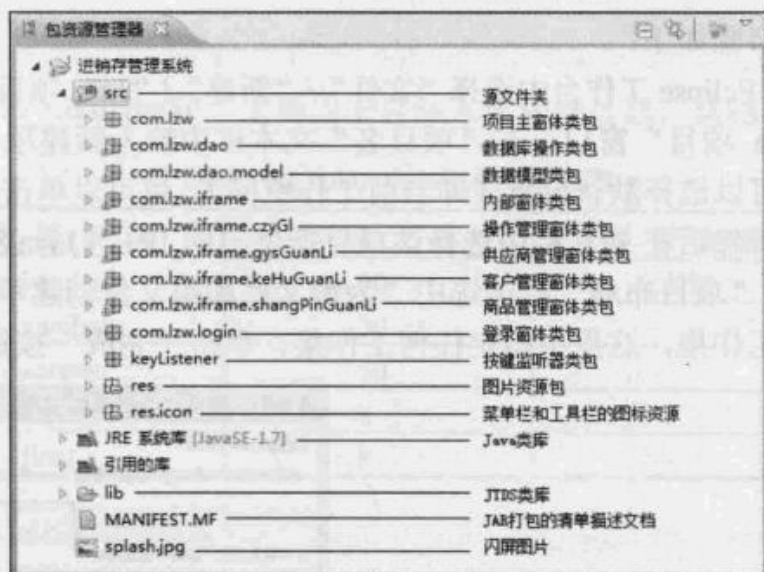 包资源管理器
进销存管理系统
src 源文件夹
com.lzw 项目主窗体类包
com.lzw.dao 数据库操作类包
com.lzw.dao.model 数据模型类包
com.lzw.iframe 内部窗体类包
com.lzw.iframe.czyGl 操作管理窗体类包
com.lzw.iframe.gysGuanLi 供应商管理窗体类包
com.lzw.iframe.keHuGuanLi 客户管理窗体类包
com.lzw.iframe.shangPinGuanLi 商品管理窗体类包
com.lzw.login 登录窗体类包
keyListener 按键监听器类包
res 图片资源包
res.icon 菜单栏和工具栏的图标资源
JRE 系统库 [JavaSE-1.7] Java类库
引用的库
lib JTDS类库
MANIFEST.MF JAR打包的清单描述文档
splash.jpg 闪屏图片